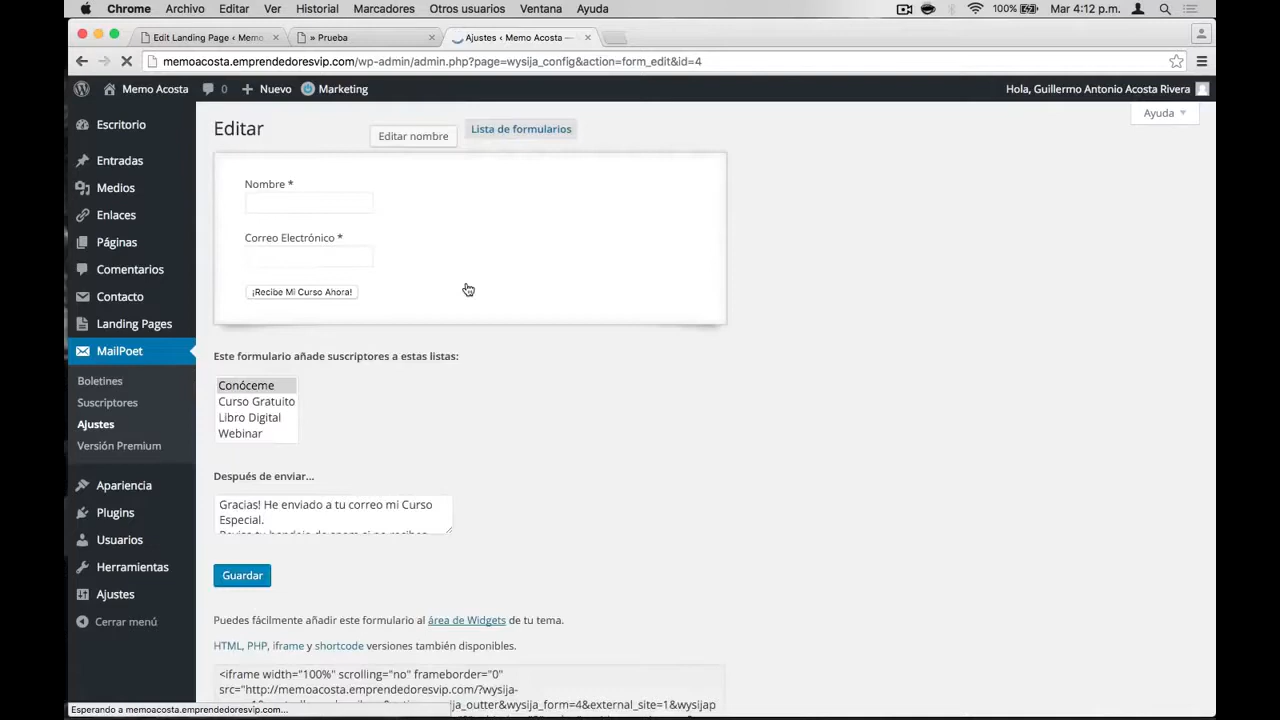 Chrome Archivo Editar Ver Historial Marcadores Otros usuarios Ventana Ayuda 100% Mar 4:12 p.m.
Edit Landing Page ‹ Memo » Prueba Ajustes ‹ Memo Acosta —
memoacosta.emprendedoresvip.com/wp-admin/admin.php?page=wysija_config&action=form_edit&id=4
Memo Acosta 0 Nuevo Marketing Hola, Guillermo Antonio Acosta Rivera
Ayuda
Escritorio
Entradas
Medios
Enlaces
Páginas
Comentarios
Contacto
Landing Pages
MailPoet
Boletines
Suscriptores
Ajustes
Versión Premium
Apariencia
Plugins
Usuarios
Herramientas
Ajustes
Cerrar menú
Editar Editar nombre Lista de formularios
Nombre *
Correo Electrónico *
¡Recibe Mi Curso Ahora!
Este formulario añade suscriptores a estas listas:
Conóceme
Curso Gratuito
Libro Digital
Webinar
Después de enviar...
Gracias! He enviado a tu correo mi Curso
Especial.
Guardar
Puedes fácilmente añadir este formulario al área de Widgets de tu tema.
HTML, PHP, iframe y shortcode versiones también disponibles.
<iframe width="100%" scrolling="no" frameborder="0"
src="http://memoacosta.emprendedoresvip.com/?wysija-
Esperando a memoacosta.emprendedoresvip.com...
_outter&wysija_form=4&external_site=1&wysijap